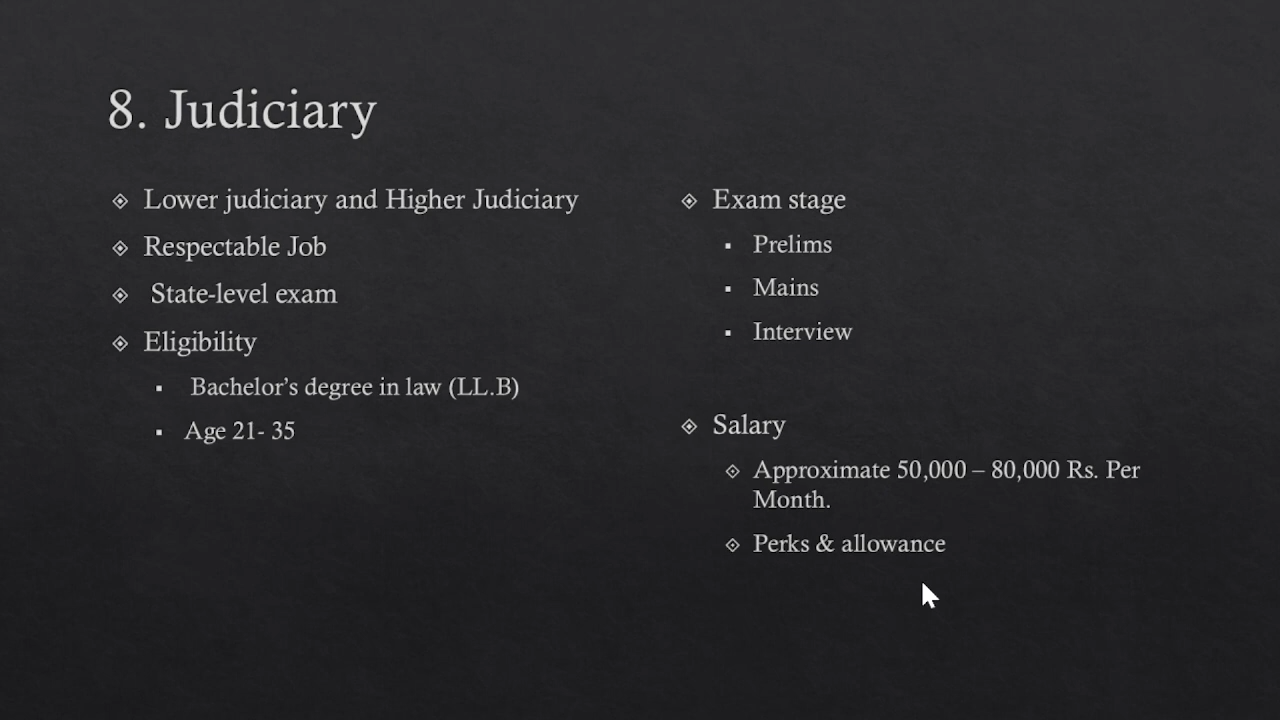 8. Judiciary
Lower judiciary and Higher Judiciary
Respectable Job
State-level exam
Eligibility
Bachelor’s degree in law (LL.B)
Age 21- 35
Exam stage
Prelims
Mains
Interview
Salary
Approximate 50,000 – 80,000 Rs. Per
Month.
Perks & allowance